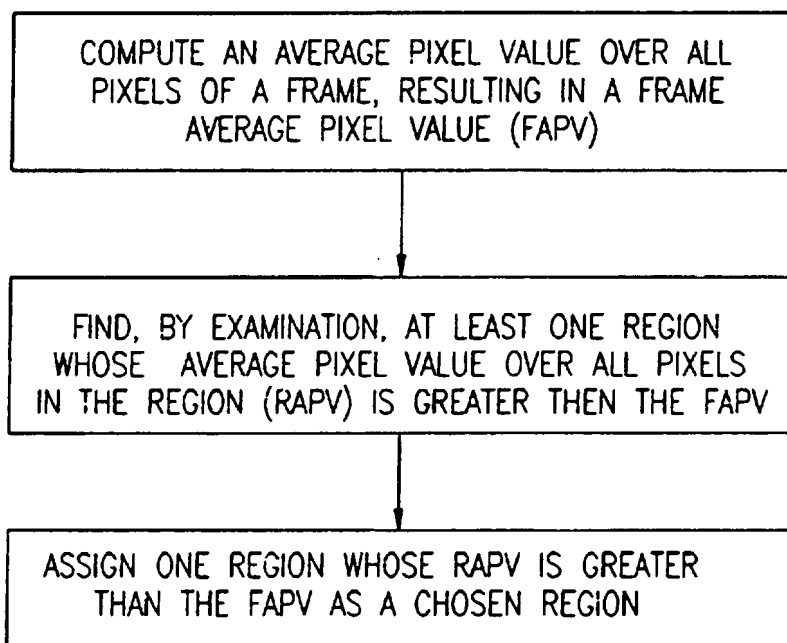 COMPUTE AN AVERAGE PIXEL VALUE OVER ALL
PIXELS OF A FRAME, RESULTING IN A FRAME
AVERAGE PIXEL VALUE (FAPV)
FIND, BY EXAMINATION, AT LEAST ONE REGION
WHOSE AVERAGE PIXEL VALUE OVER ALL PIXELS
IN THE REGION (RAPV) IS GREATER THEN THE FAPV
ASSIGN ONE REGION WHOSE RAPV IS GREATER
THAN THE FAPV AS A CHOSEN REGION